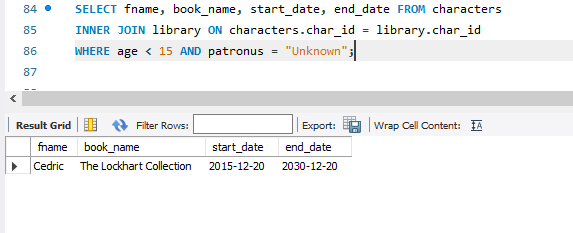 84 SELECT fname, book_name, start_date, end_date FROM characters
85 INNER JOIN library ON characters.char_id = library.char_id
86 WHERE age < 15 AND patronus = "Unknown";
87
Result Grid Filter Rows: Export: Wrap Cell Content:
fname book_name start_date end_date
Cedric The Lockhart Collection 2015-12-20 2030-12-20